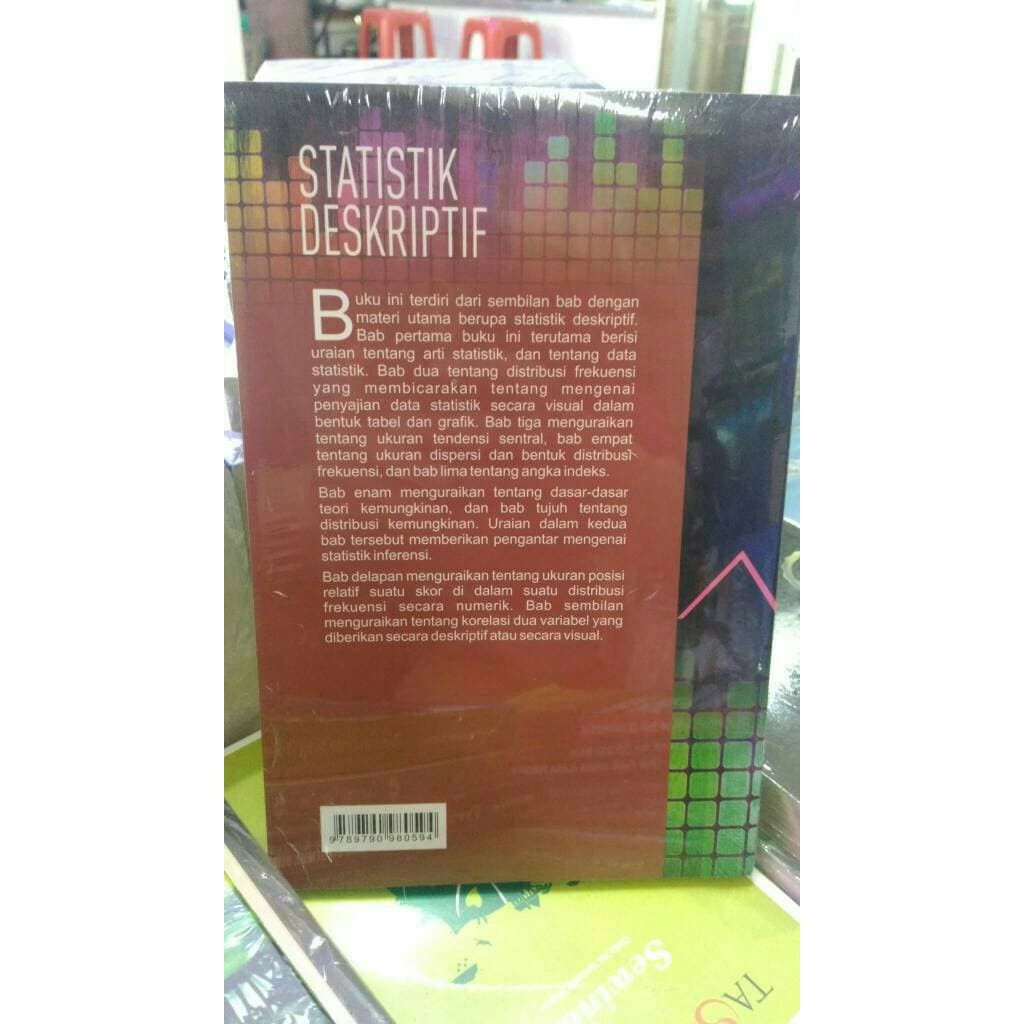 STATISTIK
DESKRIPTIF
Buku ini terdiri dari sembilan bab dengan
materi utama berupa statistik deskriptif.
Bab pertama buku ini terutama berisi
uraian tentang arti statistik, dan tentang data
statistik. Bab dua tentang distribusi frekuensi
yang membicarakan tentang mengenai
penyajian data statistik secara visual dalam
bentuk tabel dan grafik. Bab tiga menguraikan
tentang ukuran tendensi sentral, bab empat
tentang ukuran dispersi dan bentuk distribusi
frekuensi, dan bab lima tentang angka indeks.
Bab enam menguraikan tentang dasar-dasar
teori kemungkinan, dan bab tujuh tentang
distribusi kemungkinan. Uraian dalam kedua
bab tersebut memberikan pengantar mengenai
statistik inferensi.
Bab delapan menguraikan tentang ukuran posisi
relatif suatu skor di dalam suatu distribusi
frekuensi secara numerik. Bab sembilan
menguraikan tentang korelasi dua variabel yang
diberikan secara deskriptif atau secara visual.
9789790980594
Sewind
TAS